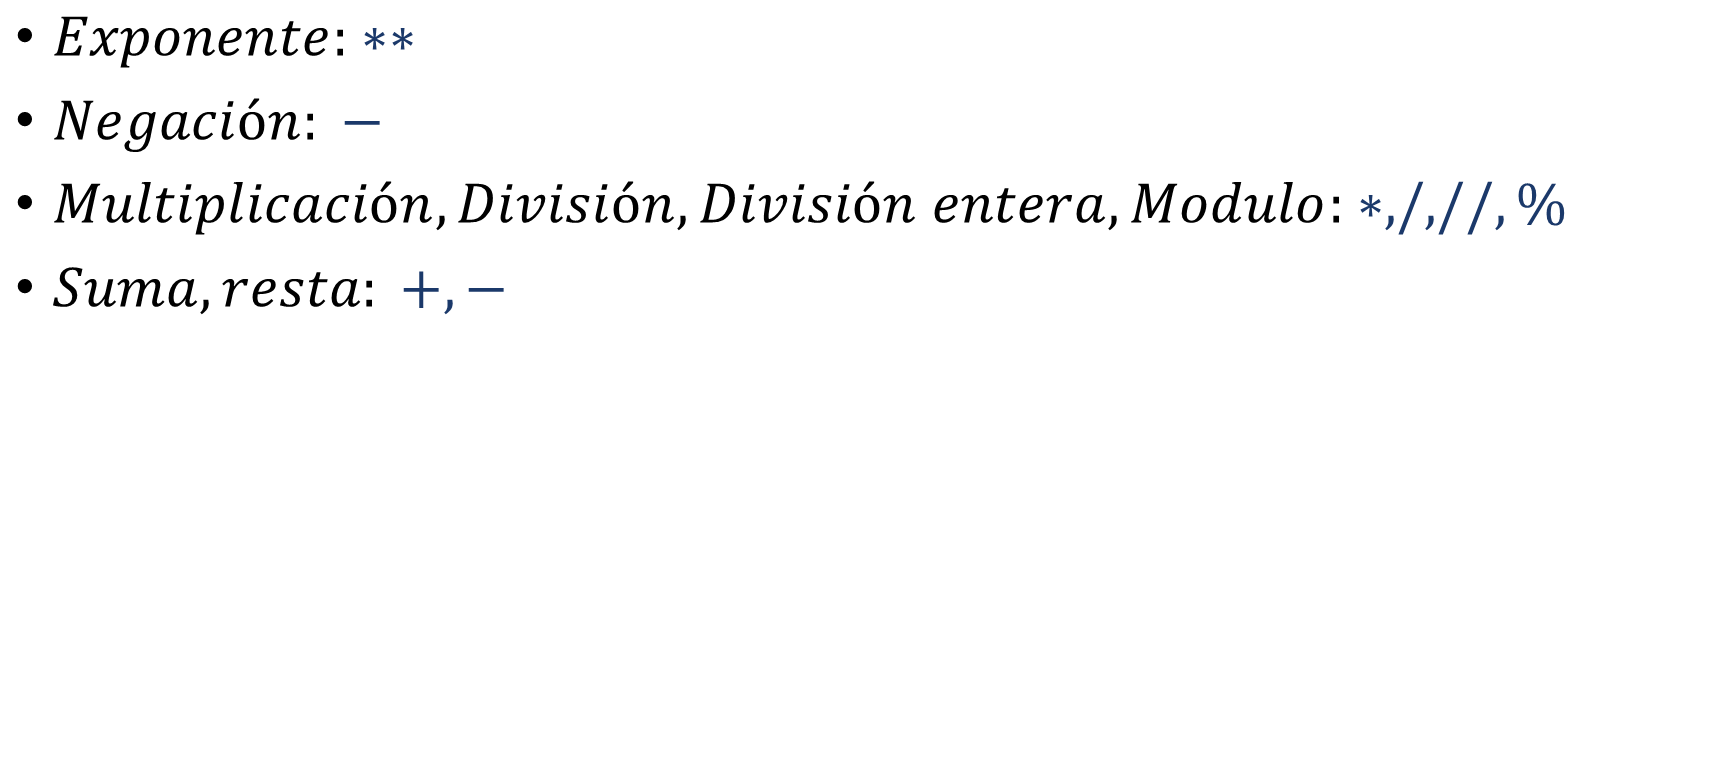 • Exponente: **
• Negación: −
• Multiplicación, División, División entera, Modulo: *,/,//, %
• Suma, resta: +, −